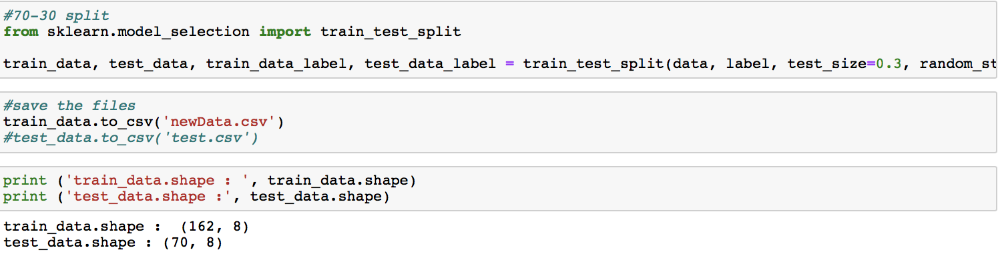 #70-30 split
from sklearn.model_selection import train_test_split
train_data, test_data, train_data_label, test_data_label = train_test_split(data, label, test_size=0.3, random_st
#save the files
train_data.to_csv('newData.csv')
#test_data.to_csv('test.csv')
print ('train_data.shape : ', train_data.shape)
print ('test_data.shape :', test_data.shape)
train_data.shape :  (162, 8)
test_data.shape : (70, 8)